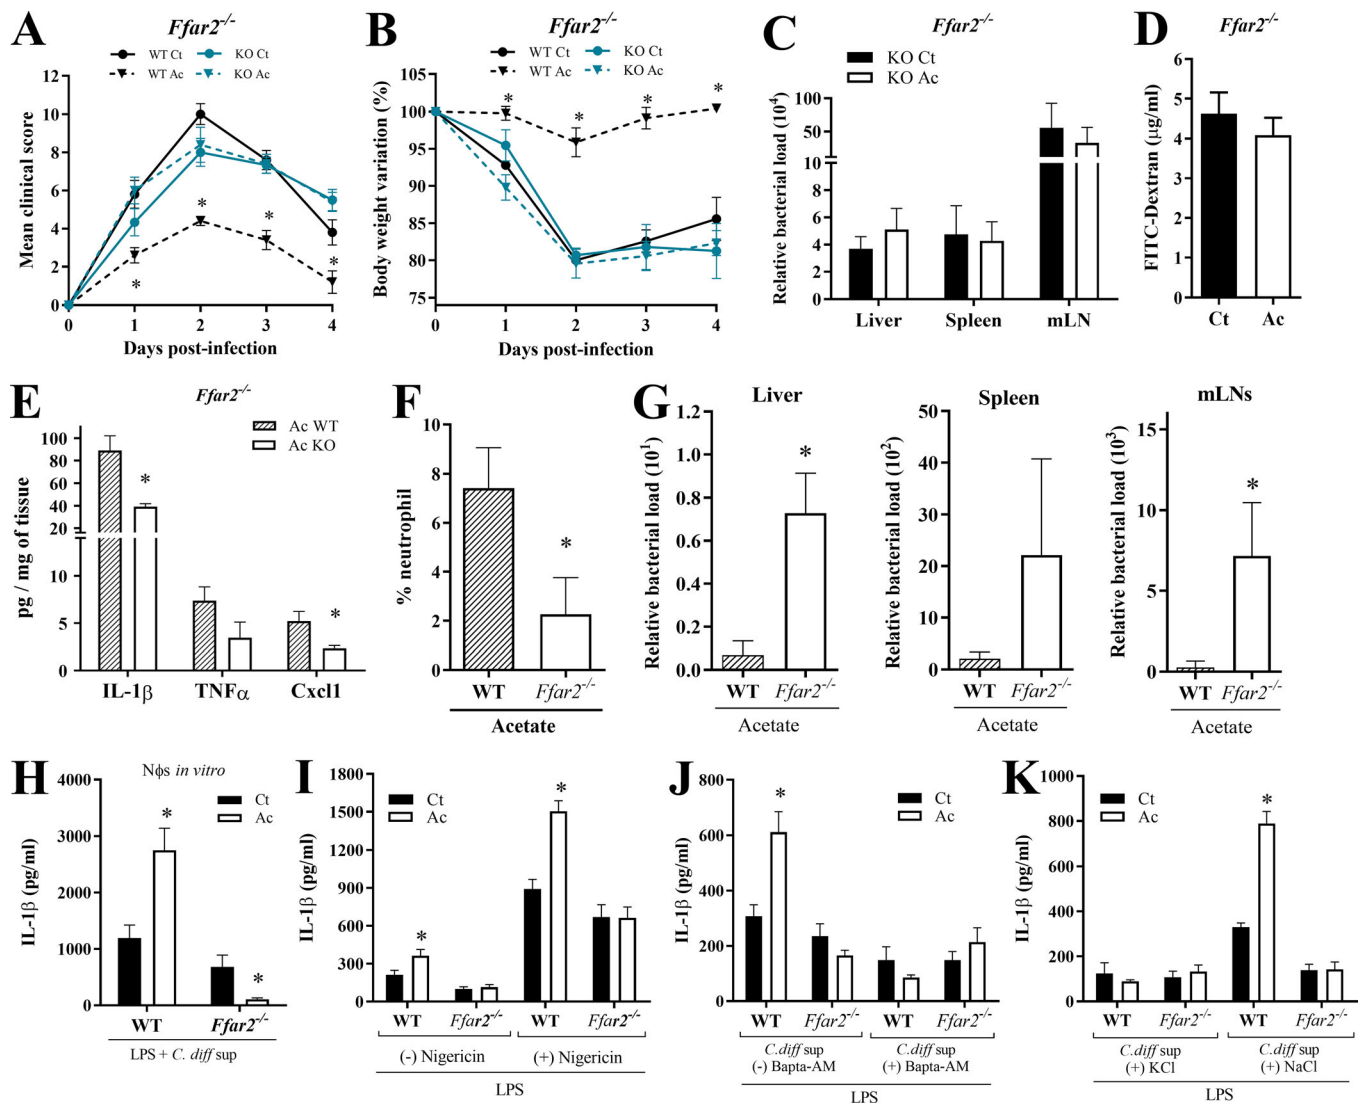 A
Ffar2-/-
WT Ct
KO Ct
WT Ac
KO Ac
Mean clinical score
12
10
8
6
4
2
0
*
*
*
*
0 1 2 3 4
Days post-infection
B
Ffar2-/-
WT Ct
KO Ct
WT Ac
KO Ac
Body weight variation (%)
105
100
95
90
85
80
75
*
*
*
*
0 1 2 3 4
Days post-infection
C
Ffar2-/-
KO Ct
KO Ac
Relative bacterial load (10⁴)
100
50
10
8
6
4
2
0
Liver Spleen mLN
D
Ffar2-/-
FITC-Dextran (µg/ml)
6
5
4
3
2
1
0
Ct Ac
E
Ffar2-/-
Ac WT
Ac KO
pg / mg of tissue
100
80
60
40
20
10
5
0
*
*
IL-1β TNFα Cxcl1
F
% neutrophil
10
8
6
4
2
0
*
WT Ffar2-/-
Acetate
G
Liver
Relative bacterial load (10¹)
1.2
1.0
0.8
0.6
0.4
0.2
0.0
*
WT Ffar2-/-
Acetate
Spleen
Relative bacterial load (10²)
50
40
30
20
10
0
WT Ffar2-/-
Acetate
mLNs
Relative bacterial load (10³)
15
10
5
0
*
WT Ffar2-/-
Acetate
H
Nϕs in vitro
Ct
Ac
IL-1β (pg/ml)
4000
3000
2000
1000
0
*
*
WT Ffar2-/-
LPS + C. diff sup
I
Ct
Ac
IL-1β (pg/ml)
1800
1500
1200
900
600
300
0
*
*
WT Ffar2-/- WT Ffar2-/-
(-) Nigericin (+) Nigericin
LPS
J
Ct
Ac
IL-1β (pg/ml)
800
600
400
200
0
*
WT Ffar2-/- WT Ffar2-/-
C.diff sup C.diff sup
(-) Bapta-AM (+) Bapta-AM
LPS
K
Ct
Ac
IL-1β (pg/ml)
1000
800
600
400
200
0
*
WT Ffar2-/- WT Ffar2-/-
C.diff sup C.diff sup
(+) KCl (+) NaCl
LPS